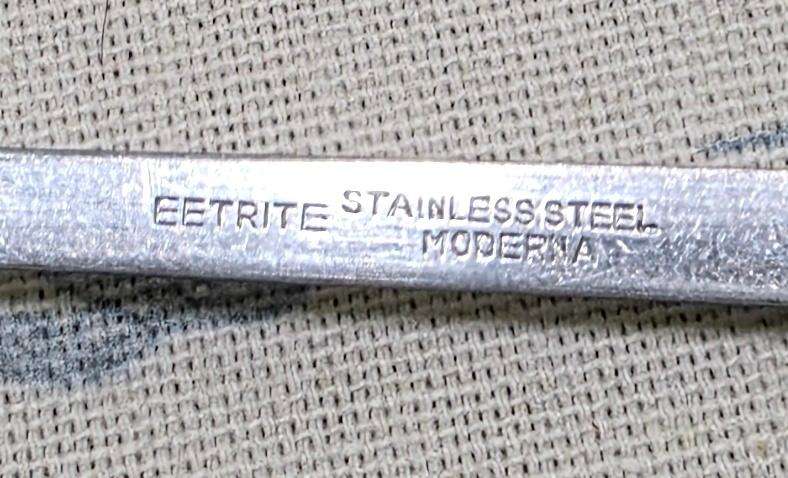 EETRITE STAINLESS STEEL
MODERNA